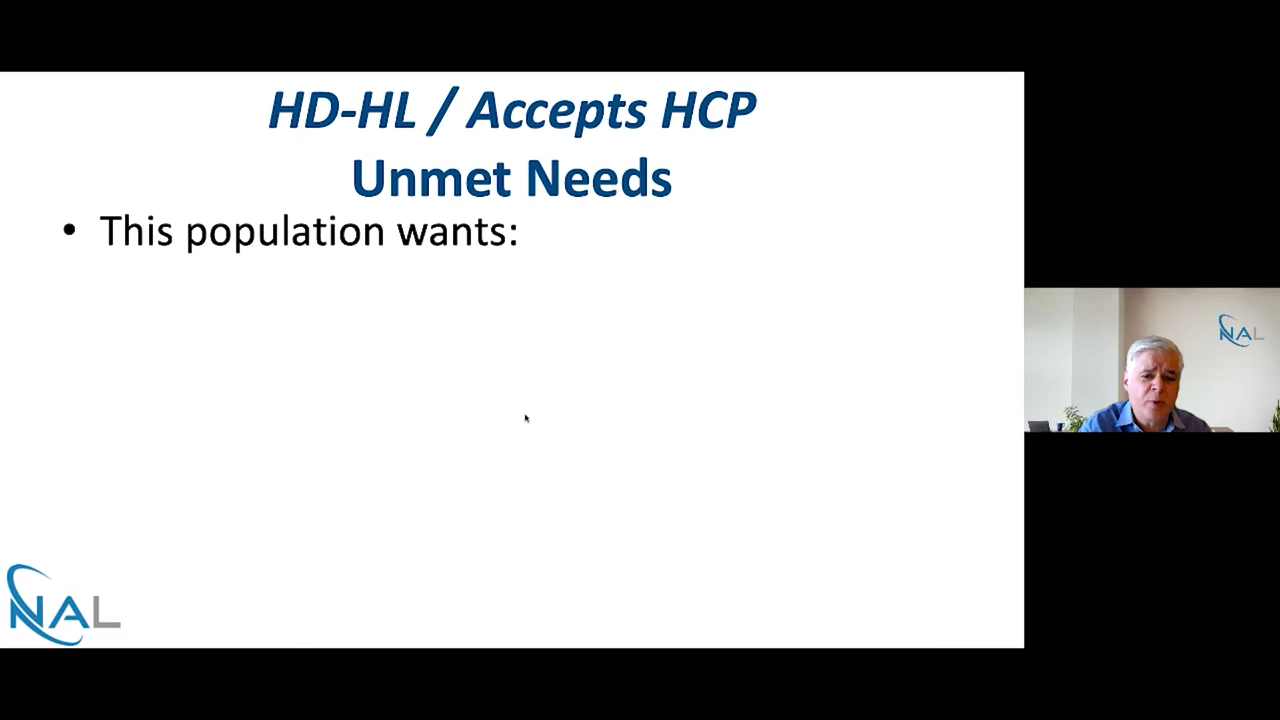 HD-HL / Accepts HCP
Unmet Needs
• This population wants:
NAL
NAL